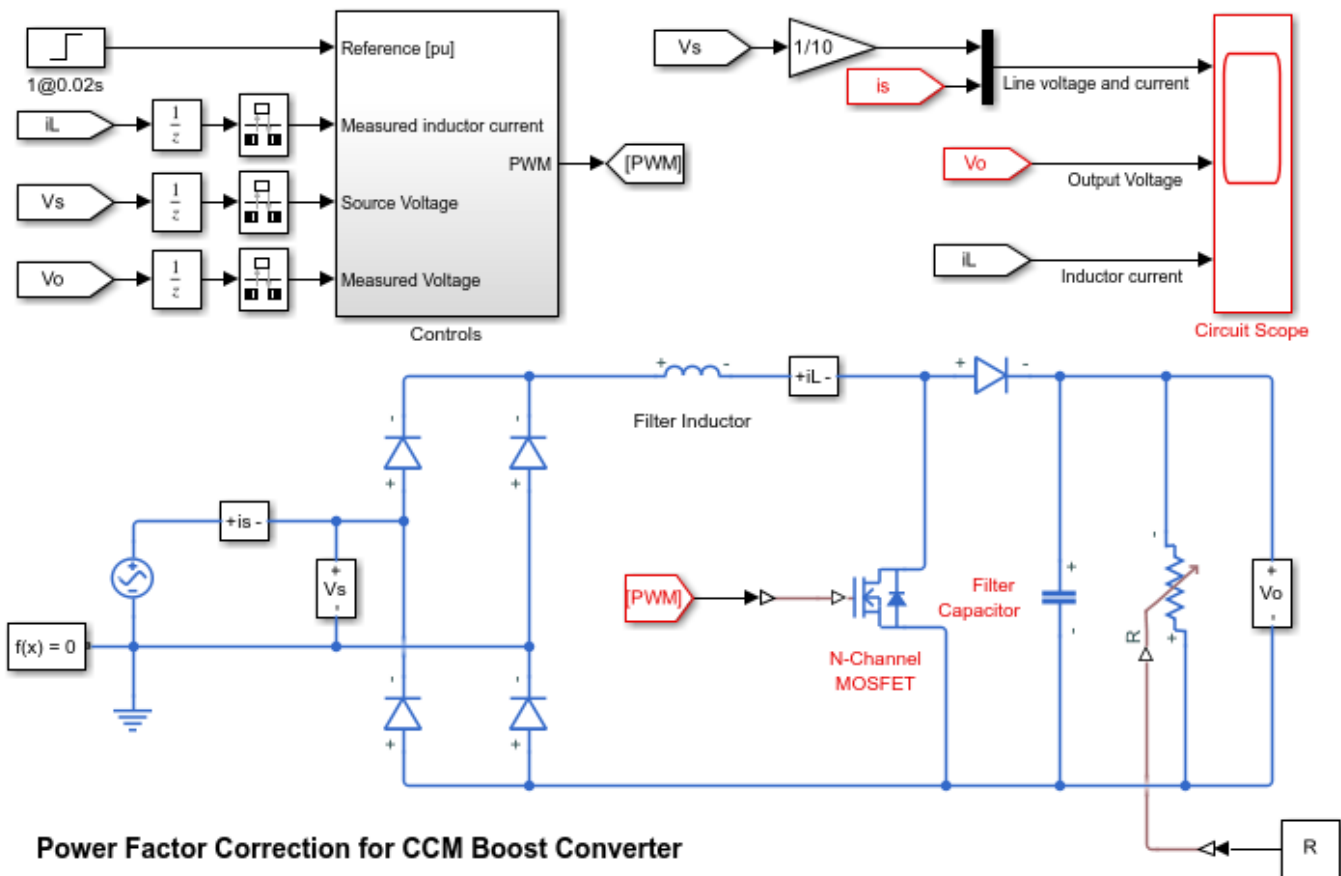 Reference [pu]
1@0.02s
iL
1
z
Measured inductor current
PWM
[PWM]
Vs
1
z
Source Voltage
Vo
1
z
Measured Voltage
Controls
Vs
1/10
is
Line voltage and current
Vo
Output Voltage
iL
Inductor current
Circuit Scope
+ -
+iL -
+ -
Filter Inductor
- -
+ +
+is -
+
Vs
-
f(x) = 0
- -
+ +
[PWM]
N-Channel
MOSFET
Filter
Capacitor
+
-
-
R
+
+
Vo
-
Power Factor Correction for CCM Boost Converter
R